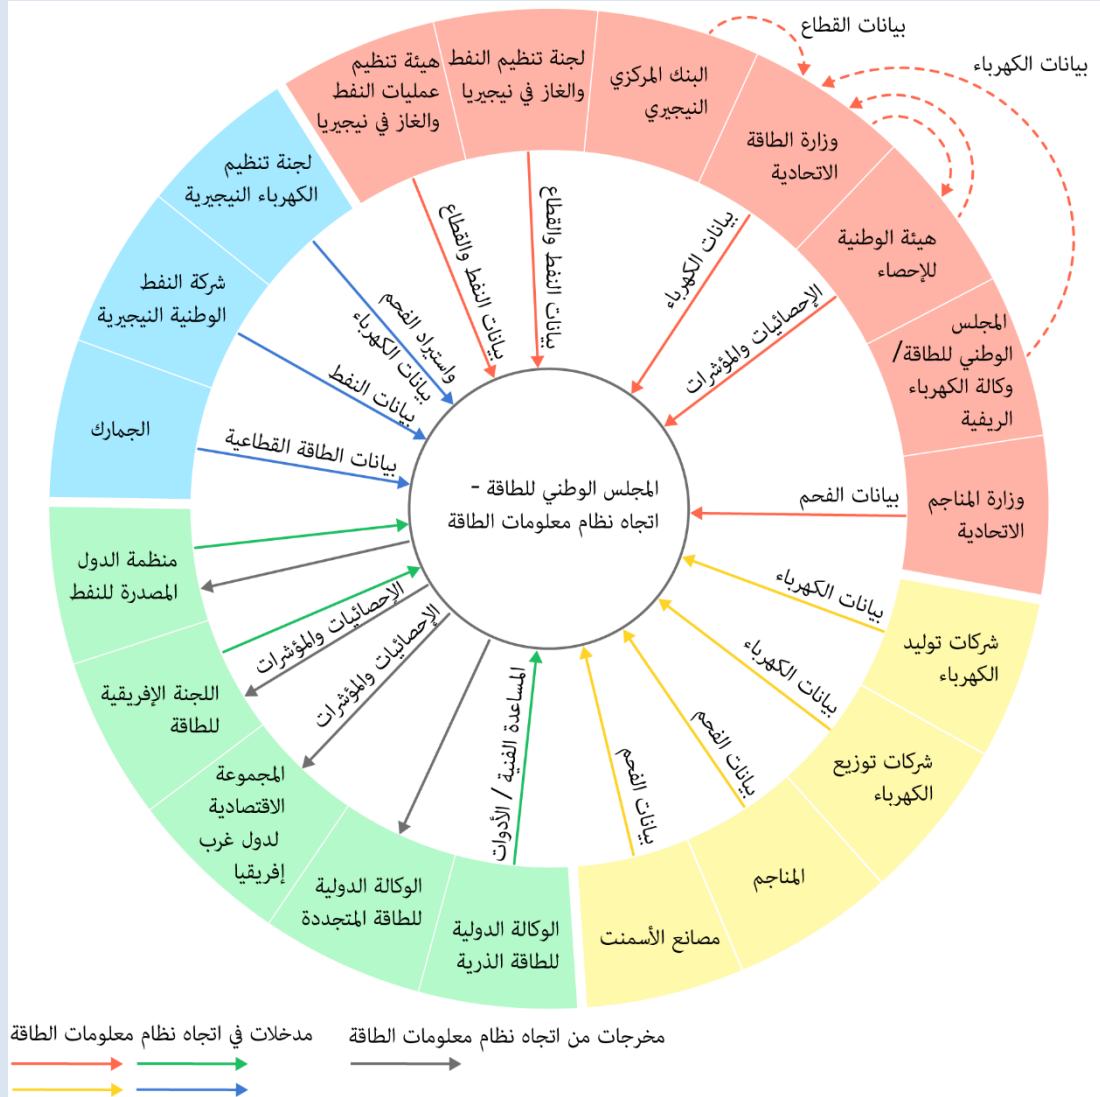 بيانات القطاع
بيانات الكهرباء
هيئة تنظيم
عمليات النفط
والغاز في نيجيريا
لجنة تنظيم النفط
والغاز في نيجيريا
البنك المركزي
النيجيري
وزارة الطاقة
الاتحادية
هيئة الوطنية
للإحصاء
المجلس
الوطني للطاقة/
وكالة الكهرباء
الريفية
وزارة المناجم
الاتحادية
شركات توليد
الكهرباء
شركات توزيع
الكهرباء
المناجم
مصانع الأسمنت
الوكالة الدولية
للطاقة الذرية
الوكالة الدولية
للطاقة المتجددة
المجموعة
الاقتصادية
لدول غرب
إفريقيا
اللجنة الإفريقية
للطاقة
منظمة الدول
المصدرة للنفط
الجمارك
شركة النفط
الوطنية النيجيرية
لجنة تنظيم
الكهرباء النيجيرية
بيانات النفط والقطاع
بيانات النفط والقطاع
بيانات الكهرباء
الإحصائيات والمؤشرات
بيانات الفحم
بيانات الكهرباء
بيانات الكهرباء
بيانات الفحم
بيانات الفحم
المساعدة الفنية / الأدوات
الإحصائيات والمؤشرات
الإحصائيات والمؤشرات
بيانات الطاقة القطاعية
بيانات النفط
واستيراد الفحم
بيانات الكهرباء
المجلس الوطني للطاقة -
اتجاه نظام معلومات الطاقة
مدخلات في اتجاه نظام معلومات الطاقة
مخرجات من اتجاه نظام معلومات الطاقة